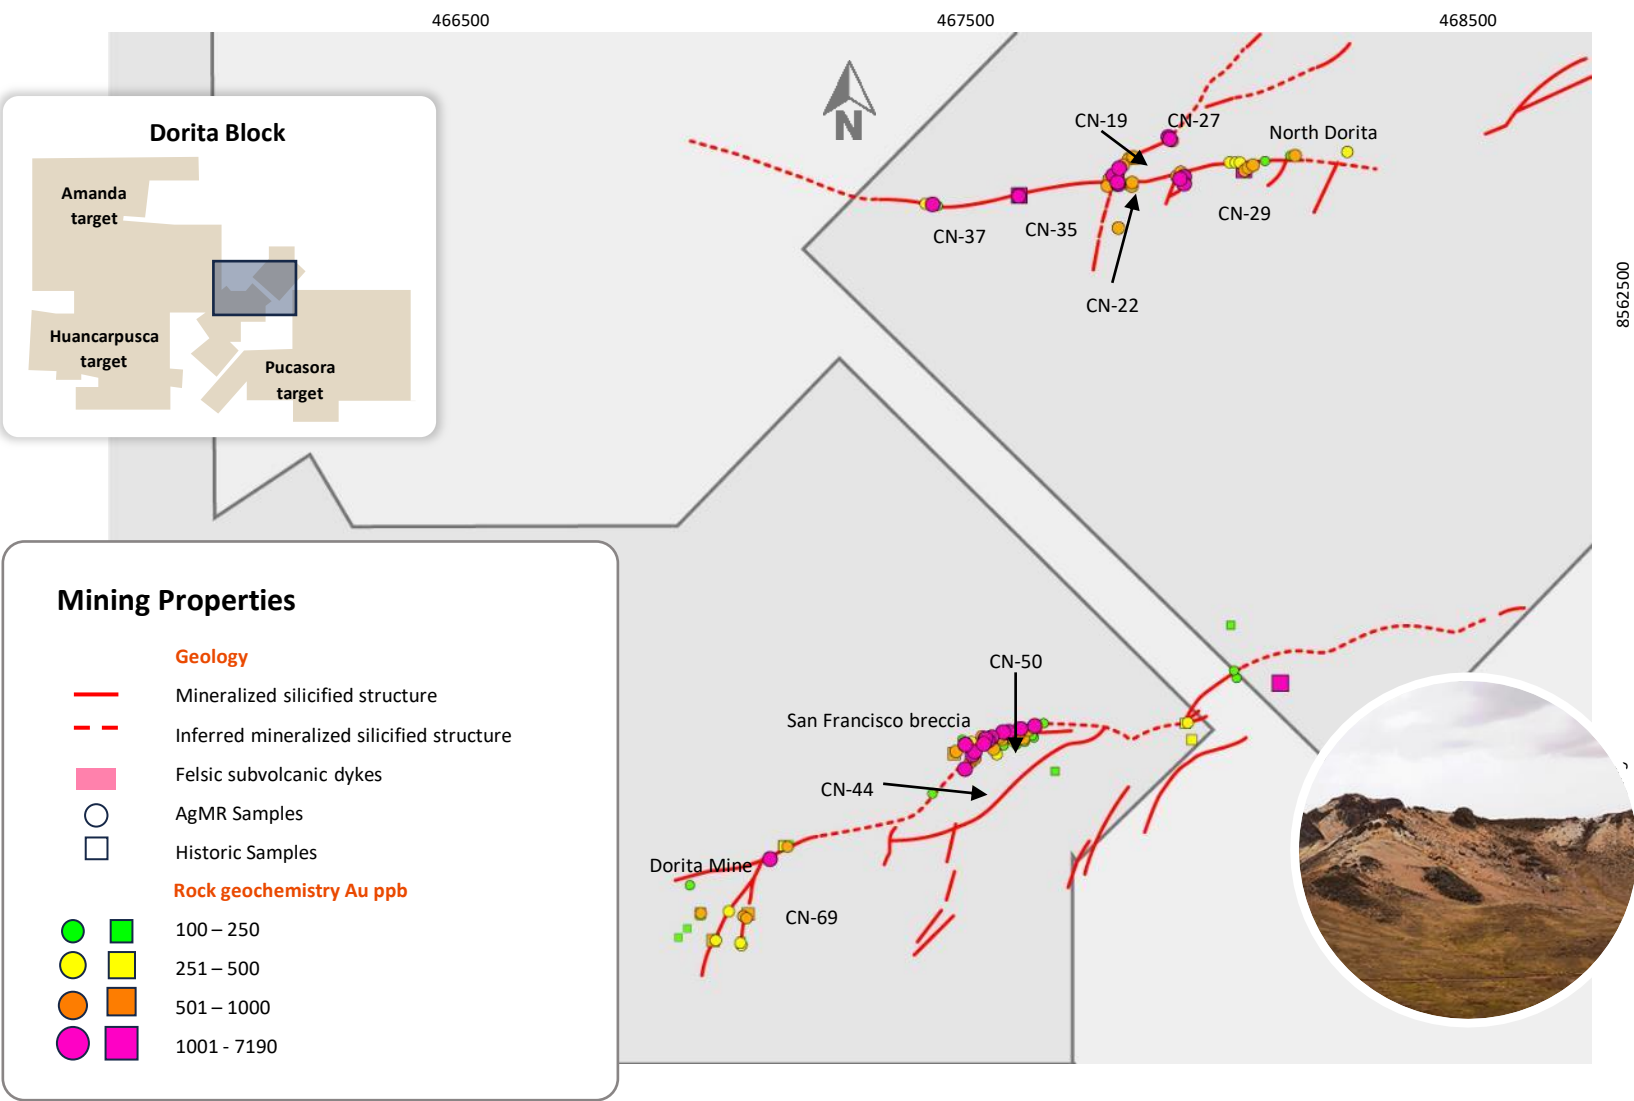 466500
467500
468500
Dorita Block
Amanda
target
Huancarpusca
target
Pucasora
target
N
CN-19
CN-27
North Dorita
CN-37
CN-35
CN-29
CN-22
8562500
Mining Properties
Geology
Mineralized silicified structure
Inferred mineralized silicified structure
Felsic subvolcanic dykes
AgMR Samples
Historic Samples
Rock geochemistry Au ppb
100 – 250
251 – 500
501 – 1000
1001 - 7190
CN-50
San Francisco breccia
CN-44
Dorita Mine
CN-69